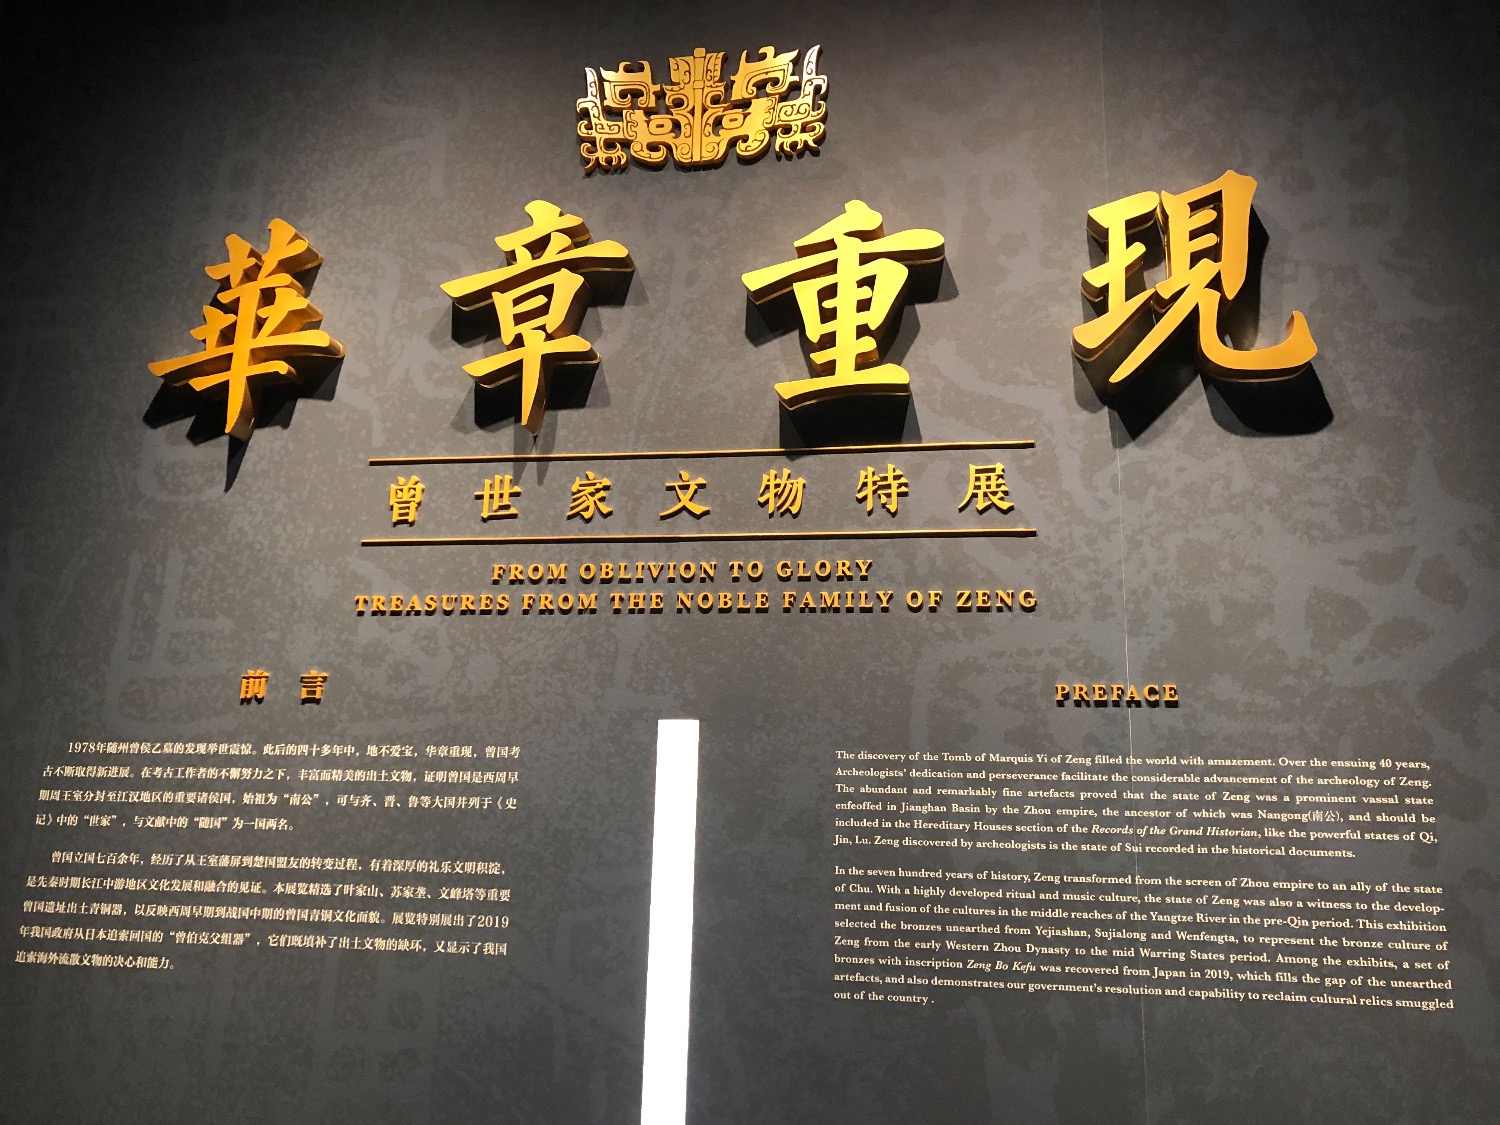 華章重現
曾世家文物特展
FROM OBLIVION TO GLORY
TREASURES FROM THE NOBLE FAMILY OF ZENG
前言
1978年随州曾侯乙墓的发现举世震惊。此后的四十多年中，地不爱宝，华章重现，曾国考
古不断取得新进展。在考古工作者的不懈努力之下，丰富而精美的出土文物，证明曾国是西周早
期周王室分封至江汉地区的重要诸侯国，始祖为“南公”，可与齐、晋、鲁等大国并列于《史
记》中的“世家”，与文献中的“随国”为一国两名。
曾国立国七百余年，经历了从王室藩屏到楚国盟友的转变过程，有着深厚的礼乐文明积淀，
是先秦时期长江中游地区文化发展和融合的见证。本展览精选了叶家山、苏家垄、文峰塔等重要
曾国遗址出土青铜器，以反映西周早期到战国中期的曾国青铜文化面貌。展览特别展出了2019
年我国政府从日本追索回国的“曾伯克父组器”，它们既填补了出土文物的缺环，又显示了我国
追索海外流散文物的决心和能力。
PREFACE
The discovery of the Tomb of Marquis Yi of Zeng filled the world with amazement. Over the ensuing 40 years,
Archeologists' dedication and perseverance facilitate the considerable advancement of the archeology of Zeng.
The abundant and remarkably fine artefacts proved that the state of Zeng was a prominent vassal state
enfeoffed in Jianghan Basin by the Zhou empire, the ancestor of which was Nangong(南公), and should be
included in the Hereditary Houses section of the Records of the Grand Historian, like the powerful states of Qi,
Jin, Lu. Zeng discovered by archeologists is the state of Sui recorded in the historical documents.
In the seven hundred years of history, Zeng transformed from the screen of Zhou empire to an ally of the state
of Chu. With a highly developed ritual and music culture, the state of Zeng was also a witness to the develop-
ment and fusion of the cultures in the middle reaches of the Yangtze River in the pre-Qin period. This exhibition
selected the bronzes unearthed from Yejiashan, Sujialong and Wenfengta, to represent the bronze culture of
Zeng from the early Western Zhou Dynasty to the mid Warring States period. Among the exhibits, a set of
bronzes with inscription Zeng Bo Kefu was recovered from Japan in 2019, which fills the gap of the unearthed
artefacts, and also demonstrates our government's resolution and capability to reclaim cultural relics smuggled
out of the country .